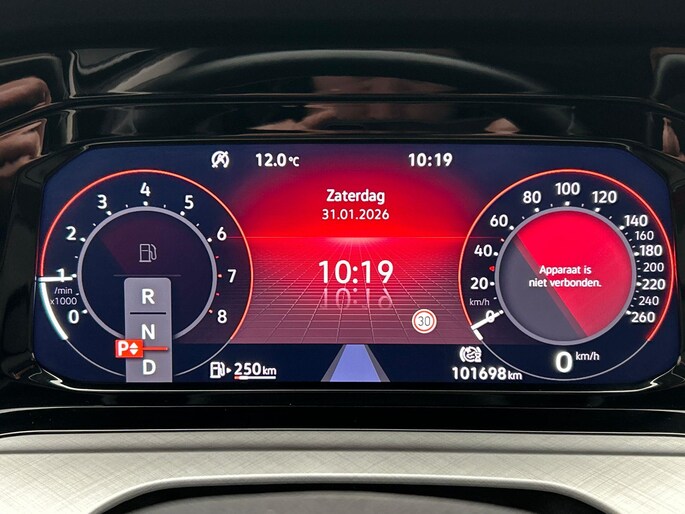 12.0 °C
10:19
Zaterdag
31.01.2026
10:19
30
1
2
3
4
5
6
7
8
0
/min
x1000
R
N
P
D
250 km
0
20
40
60
80
100
120
140
160
180
200
220
240
260
km/h
Apparaat is
niet verbonden.
0 km/h
101698 km